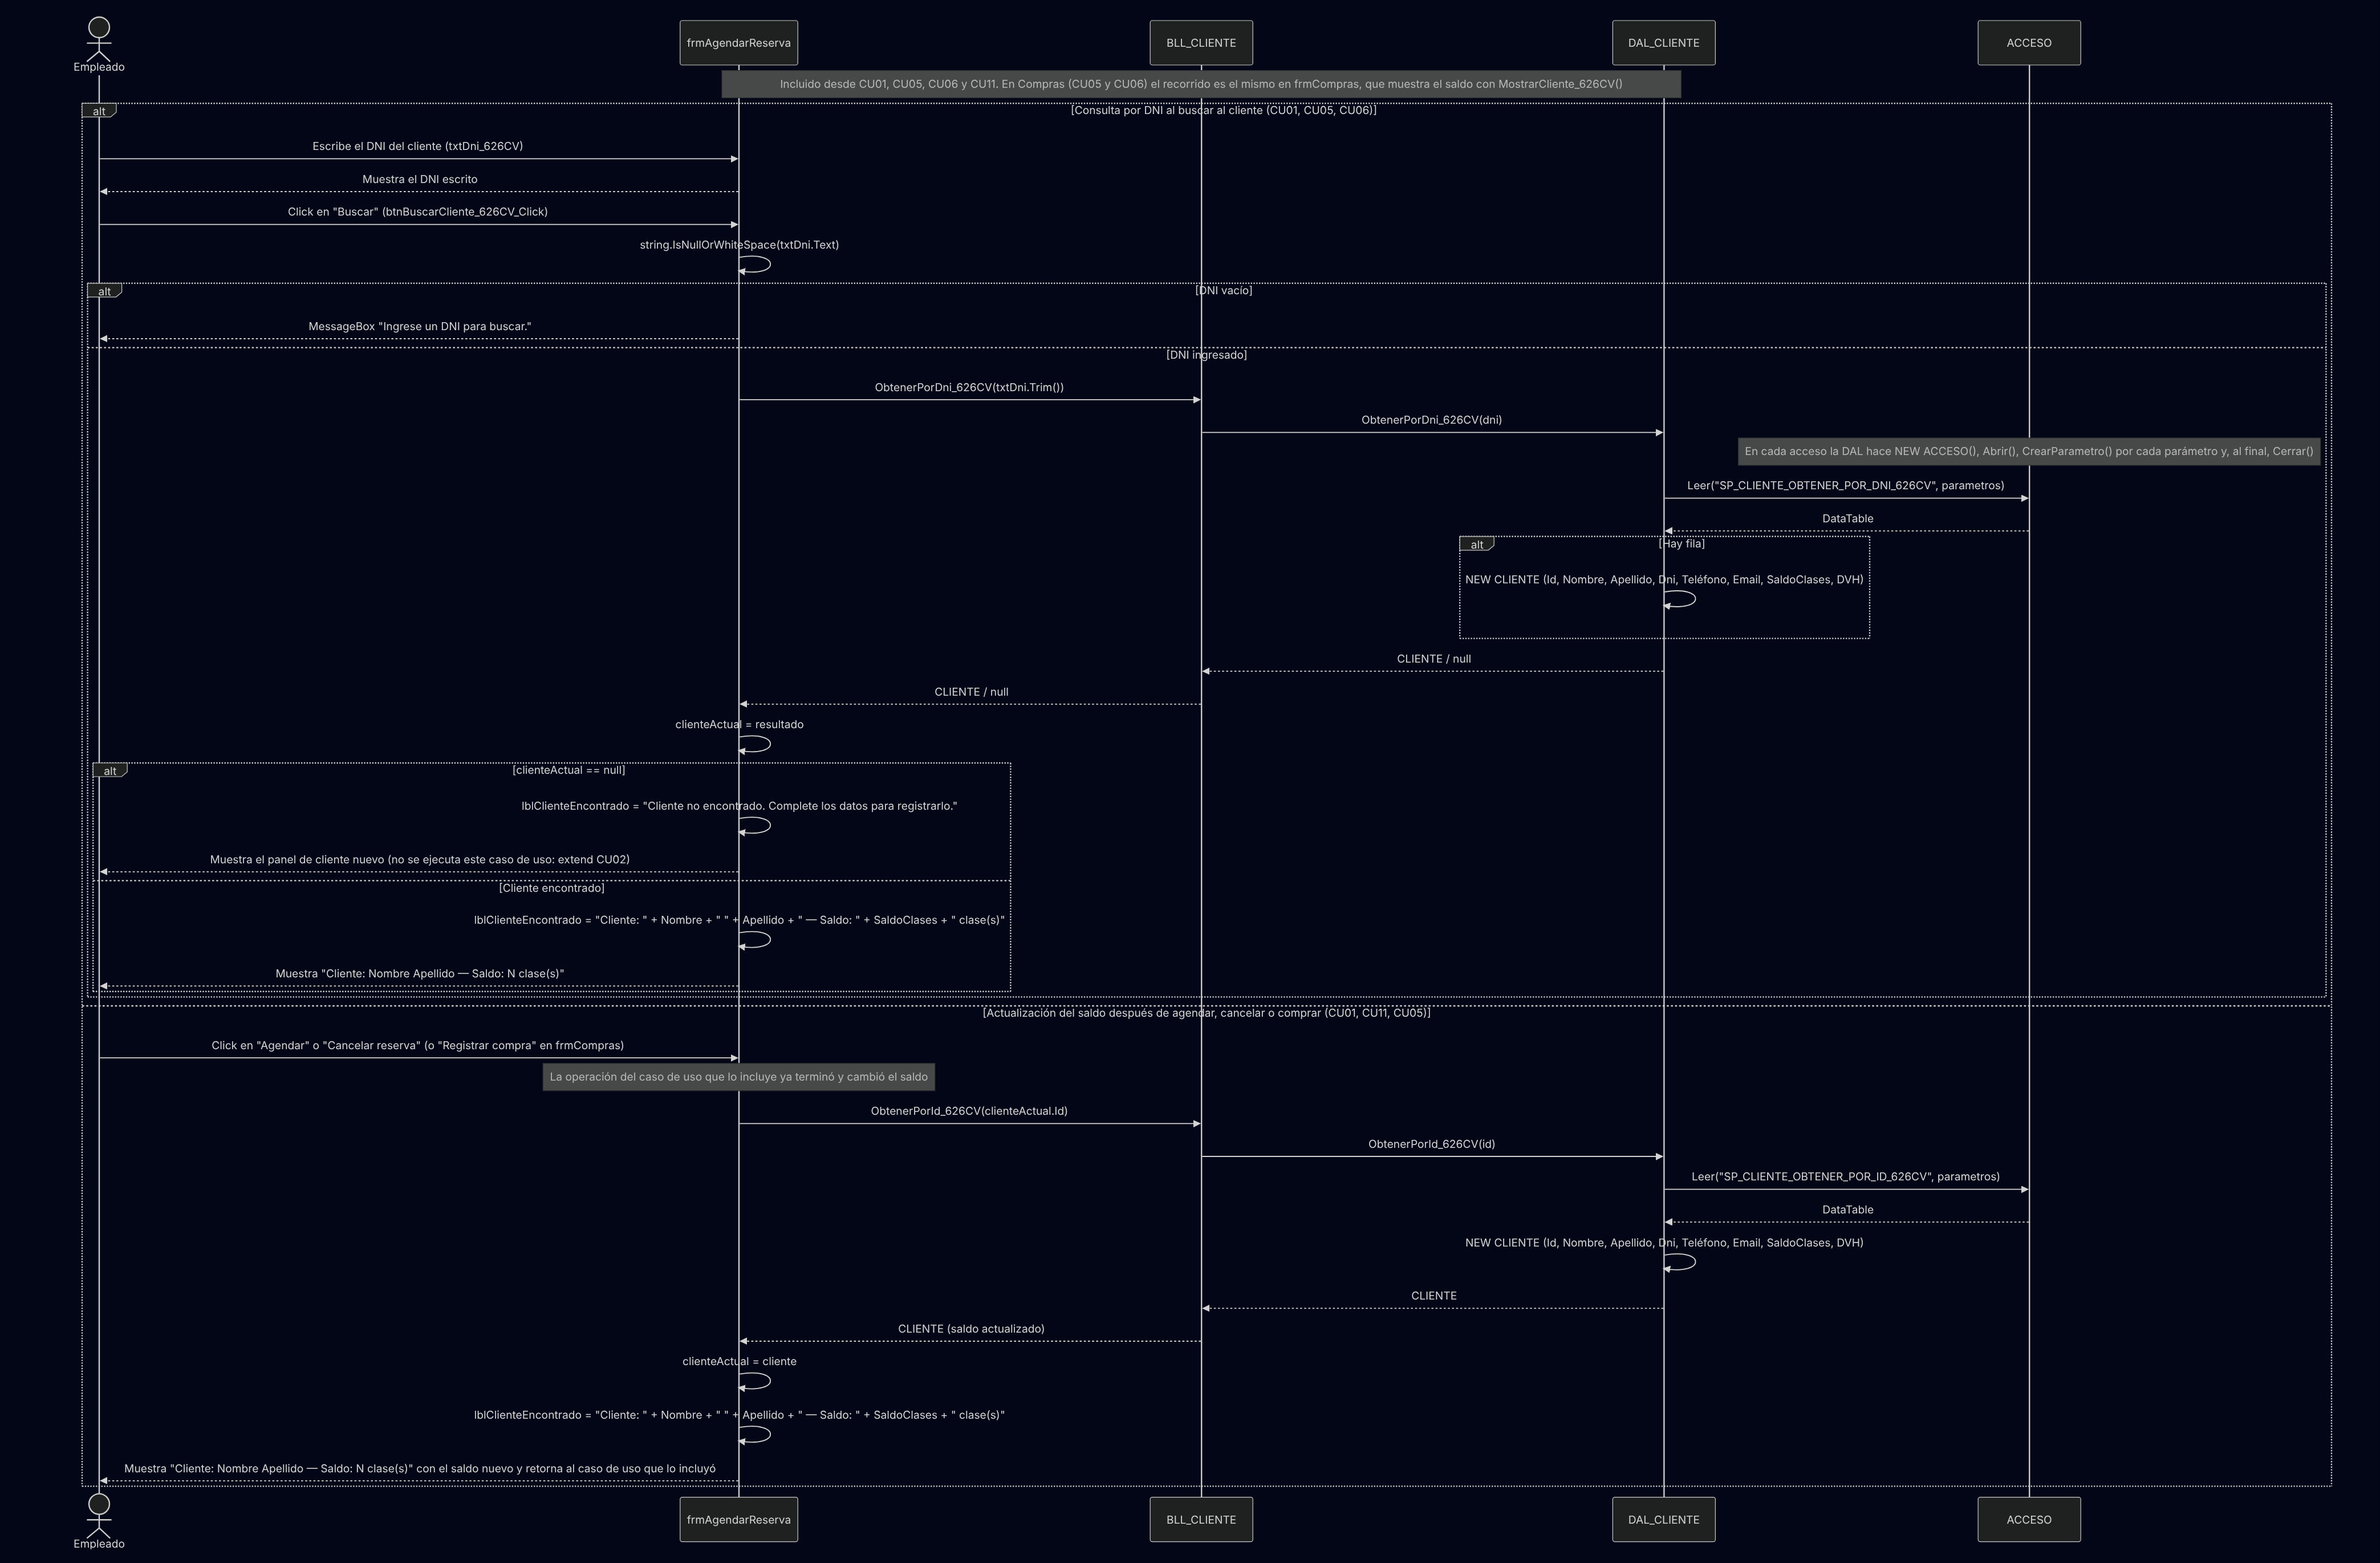 Empleado
frmAgendarReserva
BLL_CLIENTE
DAL_CLIENTE
ACCESO
Incluido desde CU01, CU05, CU06 y CU11. En Compras (CU05 y CU06) el recorrido es el mismo en frmCompras, que muestra el saldo con MostrarCliente_626CV()
alt
[Consulta por DNI al buscar al cliente (CU01, CU05, CU06)]
Escribe el DNI del cliente (txtDni_626CV)
Muestra el DNI escrito
Click en "Buscar" (btnBuscarCliente_626CV_Click)
string.IsNullOrWhiteSpace(txtDni.Text)
alt
[DNI vacío]
MessageBox "Ingrese un DNI para buscar."
[DNI ingresado]
ObtenerPorDni_626CV(txtDni.Trim())
ObtenerPorDni_626CV(dni)
En cada acceso la DAL hace NEW ACCESO(), Abrir(), CrearParametro() por cada parámetro y, al final, Cerrar()
Leer("SP_CLIENTE_OBTENER_POR_DNI_626CV", parametros)
DataTable
alt
[Hay fila]
NEW CLIENTE (Id, Nombre, Apellido, Dni, Teléfono, Email, SaldoClases, DVH)
CLIENTE / null
CLIENTE / null
clienteActual = resultado
alt
[clienteActual == null]
lblClienteEncontrado = "Cliente no encontrado. Complete los datos para registrarlo."
Muestra el panel de cliente nuevo (no se ejecuta este caso de uso: extend CU02)
[Cliente encontrado]
lblClienteEncontrado = "Cliente: " + Nombre + " " + Apellido + " — Saldo: " + SaldoClases + " clase(s)"
Muestra "Cliente: Nombre Apellido — Saldo: N clase(s)"
[Actualización del saldo después de agendar, cancelar o comprar (CU01, CU11, CU05)]
Click en "Agendar" o "Cancelar reserva" (o "Registrar compra" en frmCompras)
La operación del caso de uso que lo incluye ya terminó y cambió el saldo
ObtenerPorId_626CV(clienteActual.Id)
ObtenerPorId_626CV(id)
Leer("SP_CLIENTE_OBTENER_POR_ID_626CV", parametros)
DataTable
NEW CLIENTE (Id, Nombre, Apellido, Dni, Teléfono, Email, SaldoClases, DVH)
CLIENTE
CLIENTE (saldo actualizado)
clienteActual = cliente
lblClienteEncontrado = "Cliente: " + Nombre + " " + Apellido + " — Saldo: " + SaldoClases + " clase(s)"
Muestra "Cliente: Nombre Apellido — Saldo: N clase(s)" con el saldo nuevo y retorna al caso de uso que lo incluyó
Empleado
frmAgendarReserva
BLL_CLIENTE
DAL_CLIENTE
ACCESO